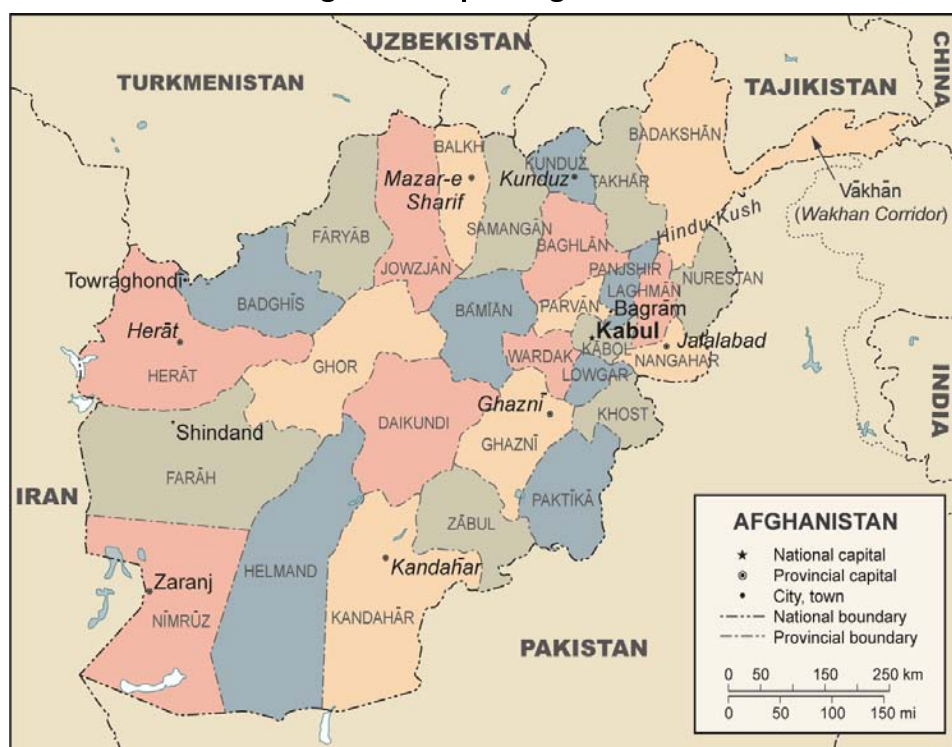 UZBEKISTAN
CHINA
TURKMENISTAN
TAJIKISTAN
BADAKSHĀN
BALKH
KUNDUZ
Mazar-e
Sharif
Kunduz
TAKHĀR
Vākhān
(Wakhan Corridor)
FĀRYĀB
SAMANGĀN
Hindu Kush
BAGHLĀN
JOWZJĀN
PANJSHIR
NURESTAN
Towraghondi
BADGHĪS
LAGHMĀN
BĀMĪĀN
PARVĀN
Bagrām
Herāt
Kabul
Jalalabad
KĀBOL
WARDAK
NANGAHAR
GHOR
HERĀT
LOWGAR
INDIA
Ghaznī
KHOST
DAIKUNDI
Shindand
GHAZNĪ
FARĀH
IRAN
PAKTĪKĀ
ZĀBUL
Kandahār
HELMAND
Zaranj
KANDAHĀR
NĪMRŪZ
PAKISTAN
AFGHANISTAN
National capital
Provincial capital
City, town
National boundary
Provincial boundary
0 50 150 250 km
0 50 100 150 mi